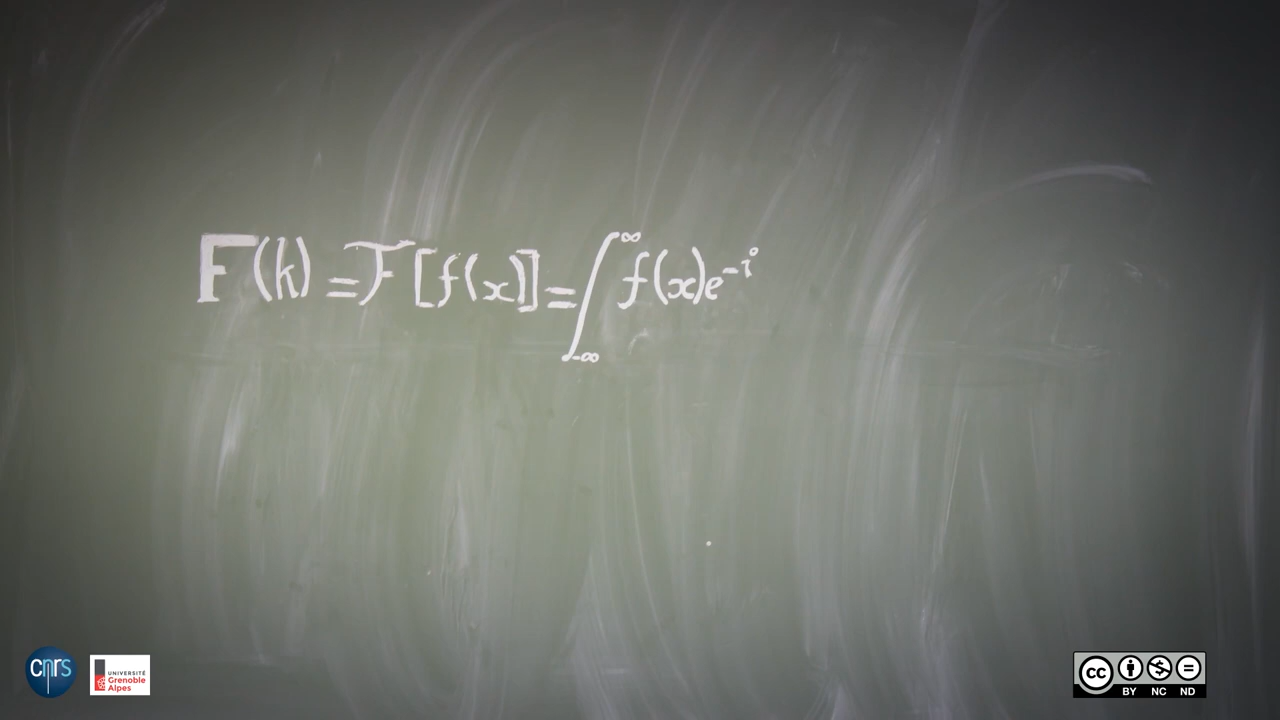 F(k) = ℱ[f(x)] = ∫_{-∞}^{∞} f(x)e^{-i}
cnrs
UNIVERSITÉ
Grenoble
Alpes
cc
BY NC ND